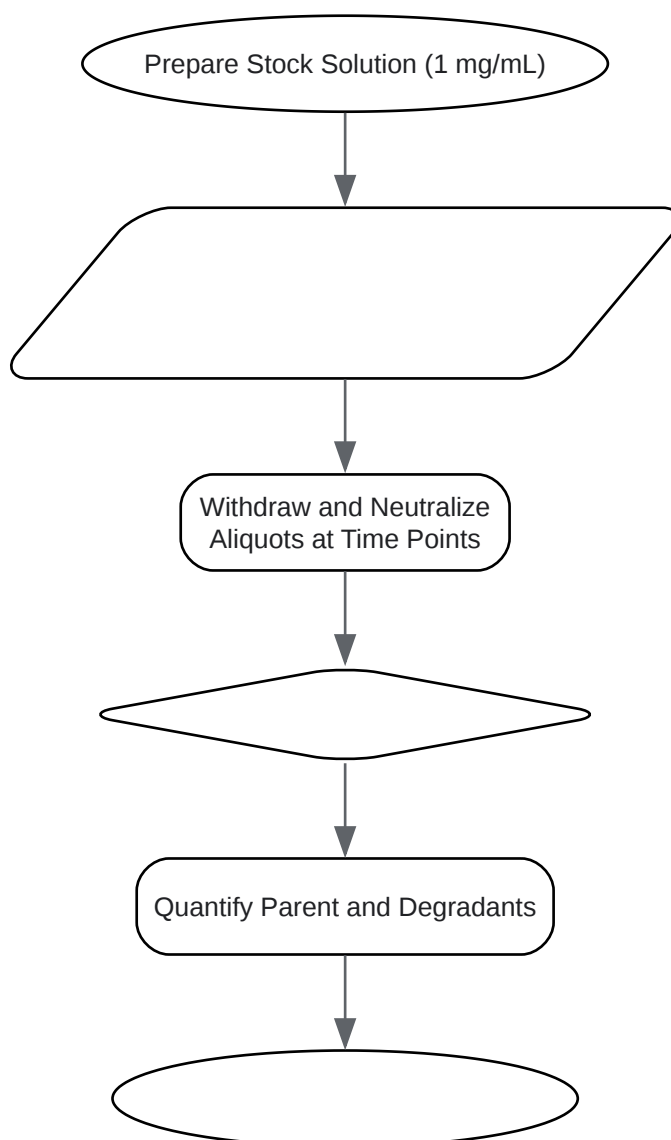 Prepare Stock Solution (1 mg/mL)
Withdraw and Neutralize
Aliquots at Time Points
Quantify Parent and Degradants